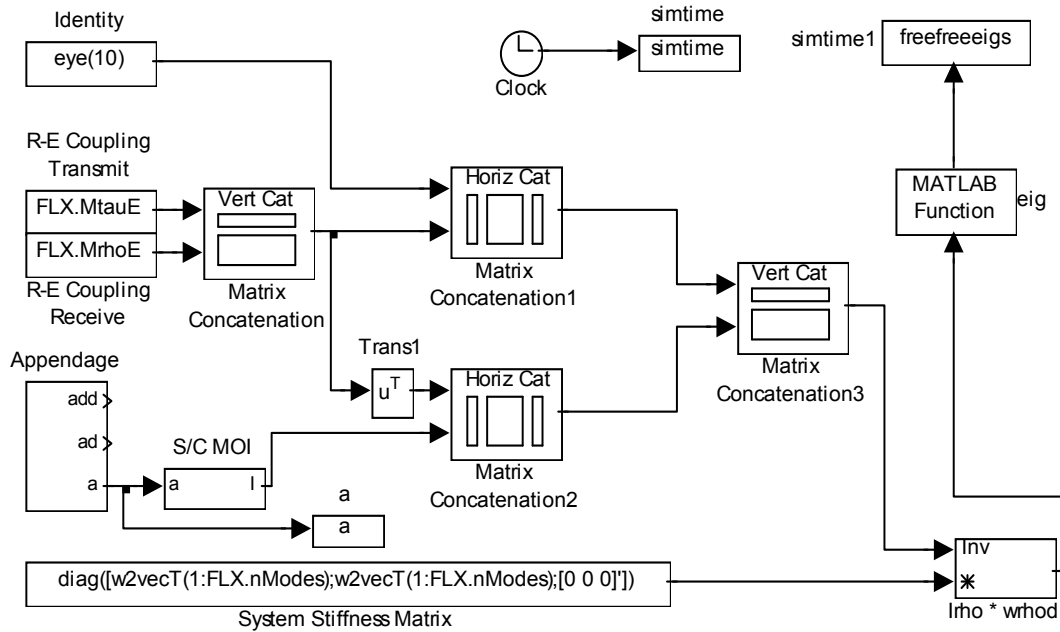 Identity
eye(10)
simtime
simtime
Clock
simtime1
freefreeeigs
R-E Coupling
Transmit
FLX.MtauE
FLX.MrhoE
R-E Coupling
Receive
Vert Cat
Matrix
Concatenation
Horiz Cat
Matrix
Concatenation1
MATLAB
Function
eig
Vert Cat
Matrix
Concatenation3
Trans1
u^T
Horiz Cat
Matrix
Concatenation2
Appendage
add
ad
a
S/C MOI
a
I
a
a
diag([w2vecT(1:FLX.nModes);w2vecT(1:FLX.nModes);[0 0 0]'])
System Stiffness Matrix
Inv
*
Irho * wrhod